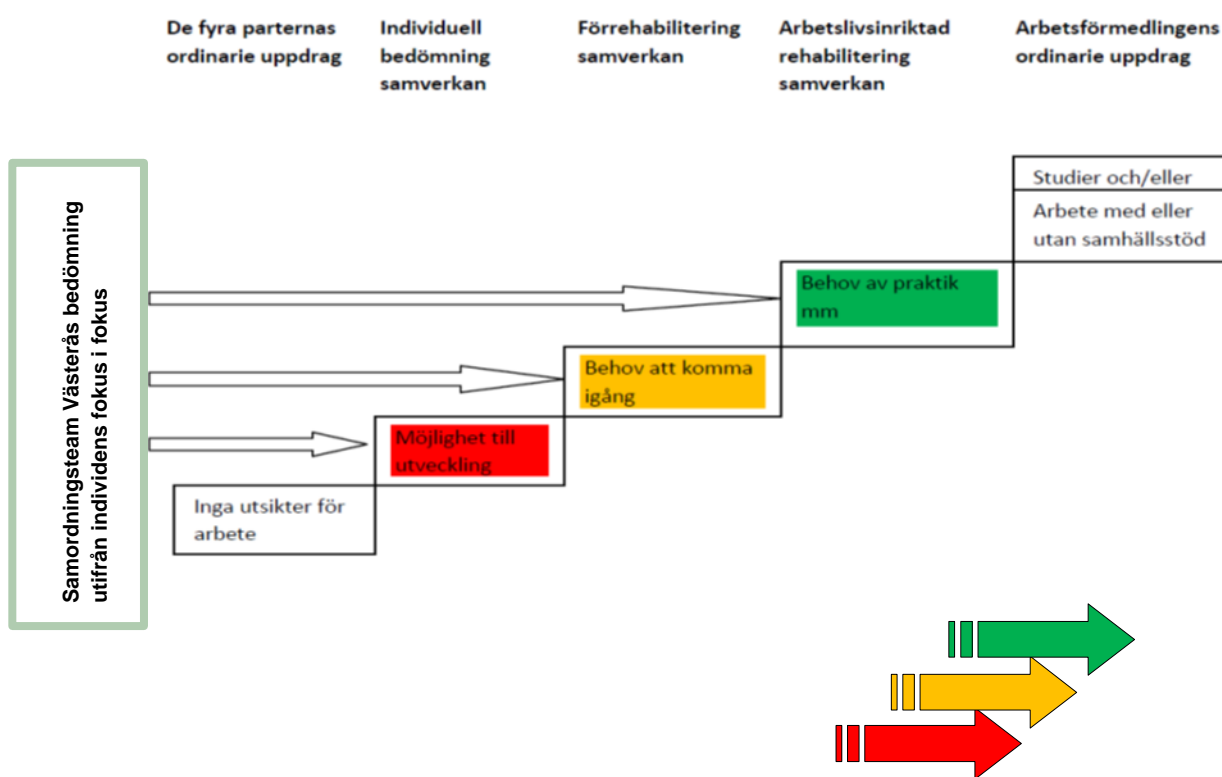 De fyra parternas
ordinarie uppdrag
Individuell
bedömning
samverkan
Förrehabilitering
samverkan
Arbetslivsinriktad
rehabilitering
samverkan
Arbetsförmedlingens
ordinarie uppdrag
Samordningsteam Västerås bedömning
utifrån individens fokus i fokus
Studier och/eller
Arbete med eller
utan samhällsstöd
Behov av praktik
mm
Behov att komma
igång
Möjlighet till
utveckling
Inga utsikter för
arbete